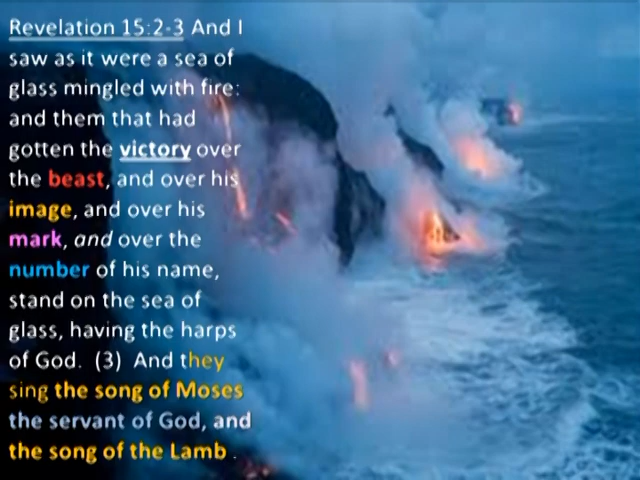 Revelation 15:2-3 And I
saw as it were a sea of
glass mingled with fire:
and them that had
gotten the victory over
the beast, and over his
image, and over his
mark, and over the
number of his name,
stand on the sea of
glass, having the harps
of God. (3) And they
sing the song of Moses
the servant of God, and
the song of the Lamb .